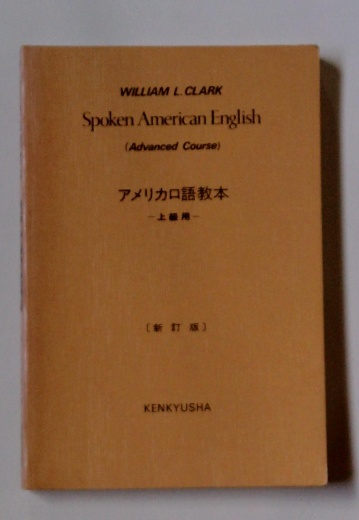 WILLIAM L. CLARK
Spoken American English
(Advanced Course)
アメリカ口語教本
－上級用－
〔新訂版〕
KENKYUSHA